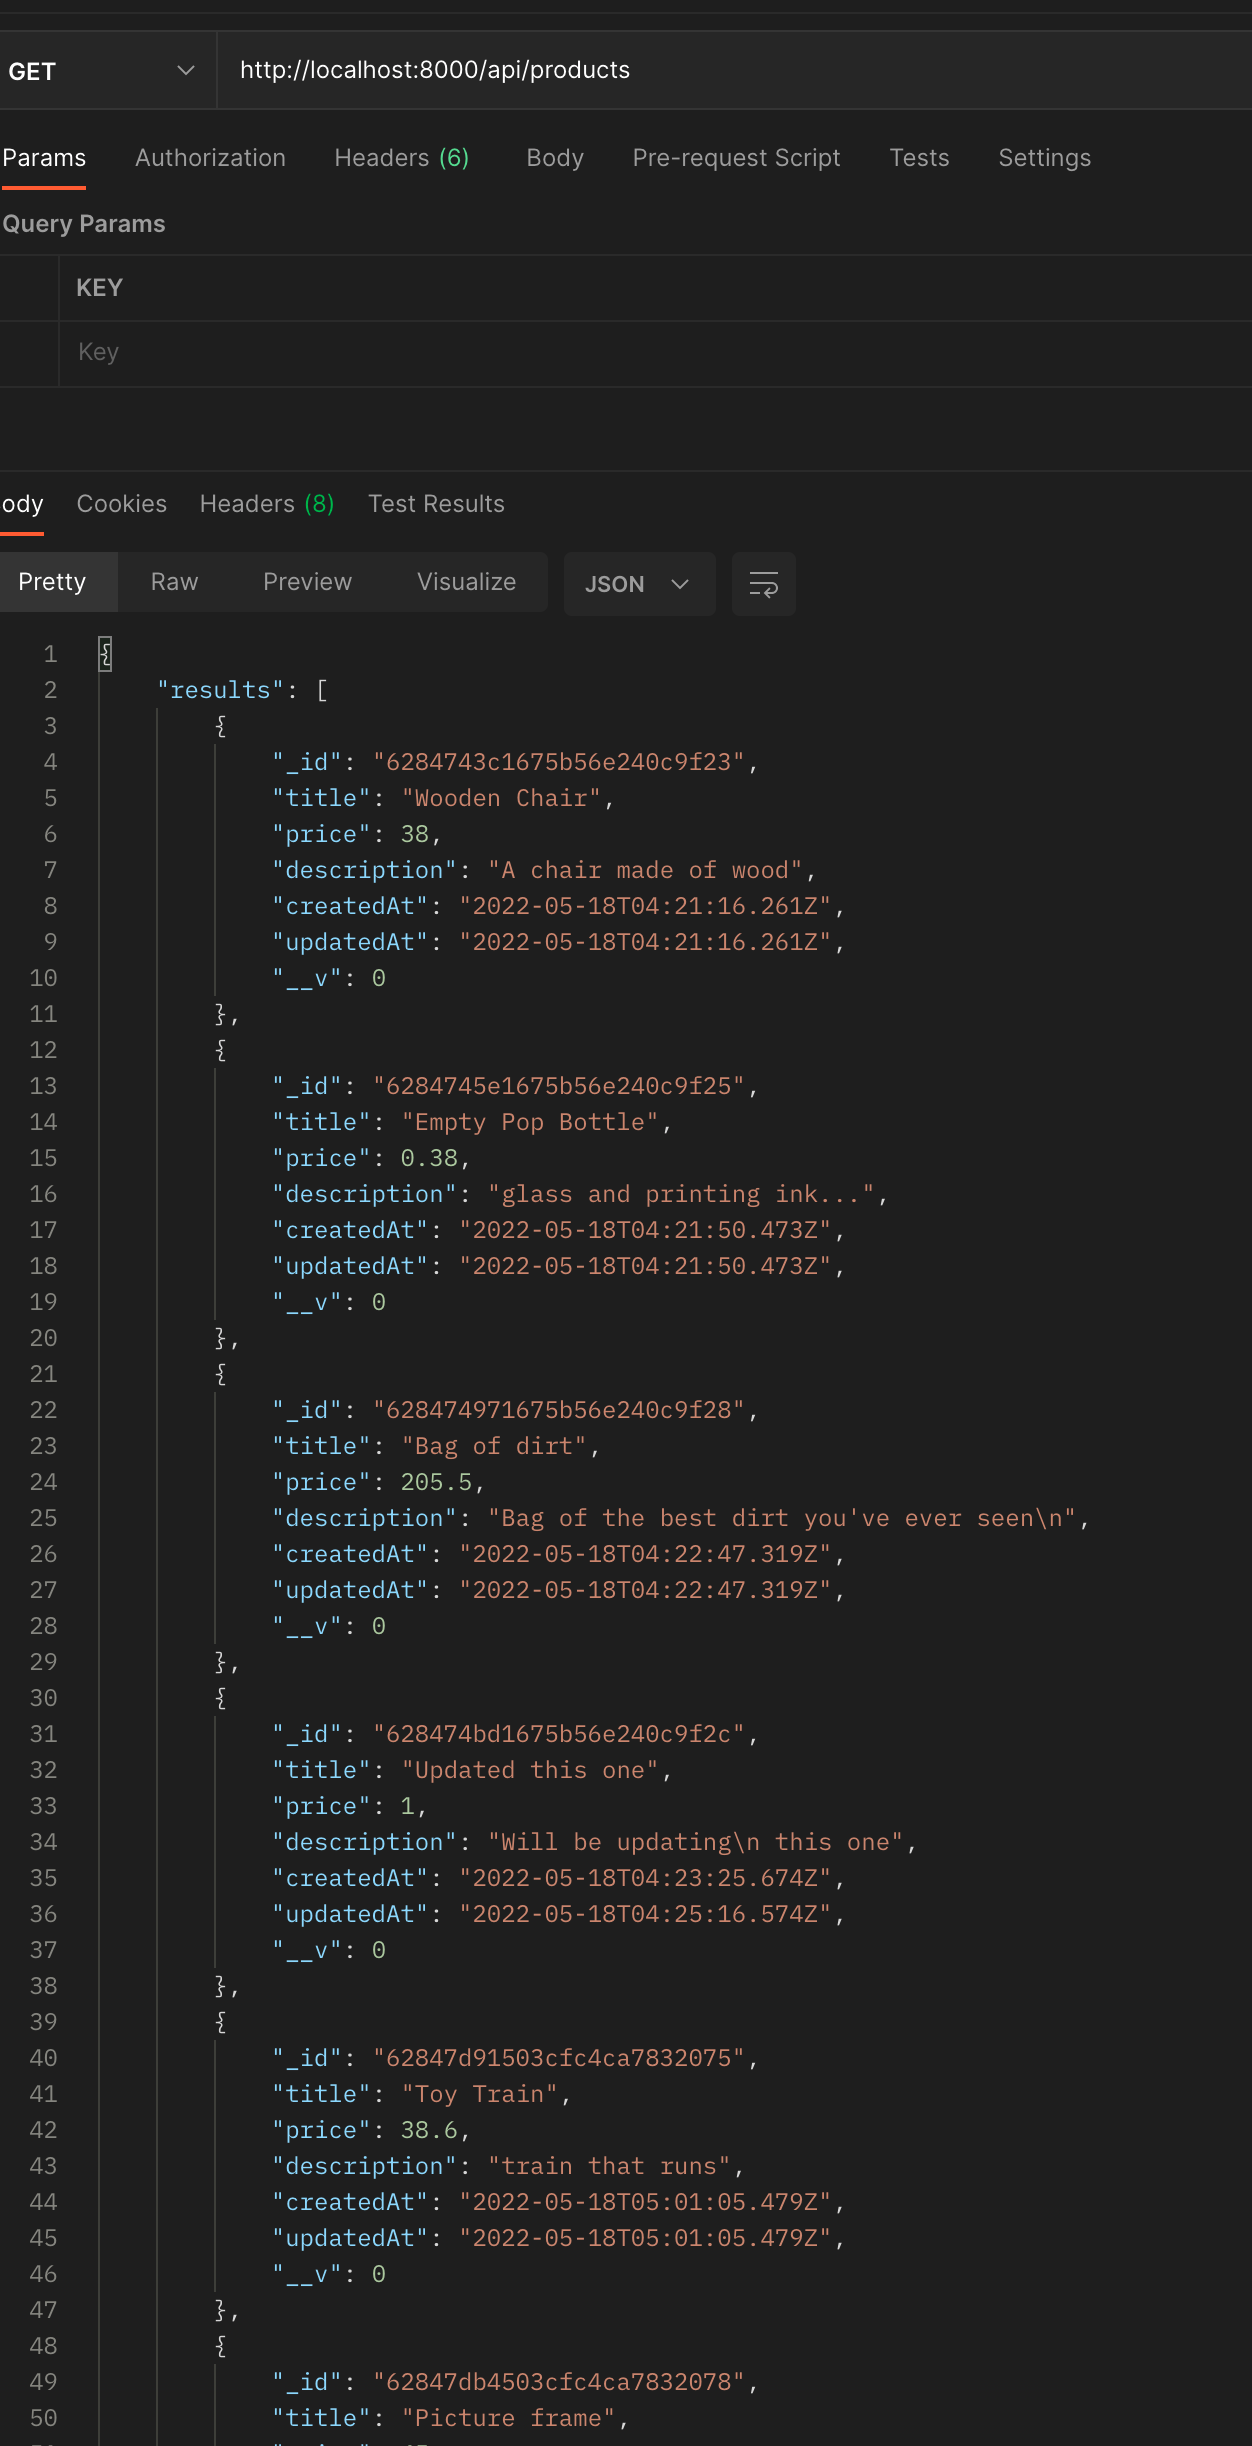 GET http://localhost:8000/api/products
Params Authorization Headers (6) Body Pre-request Script Tests Settings
Query Params
KEY
Key
ody Cookies Headers (8) Test Results
Pretty Raw Preview Visualize JSON
1 {
2 "results": [
3 {
4 "_id": "6284743c1675b56e240c9f23",
5 "title": "Wooden Chair",
6 "price": 38,
7 "description": "A chair made of wood",
8 "createdAt": "2022-05-18T04:21:16.261Z",
9 "updatedAt": "2022-05-18T04:21:16.261Z",
10 "__v": 0
11 },
12 {
13 "_id": "6284745e1675b56e240c9f25",
14 "title": "Empty Pop Bottle",
15 "price": 0.38,
16 "description": "glass and printing ink...",
17 "createdAt": "2022-05-18T04:21:50.473Z",
18 "updatedAt": "2022-05-18T04:21:50.473Z",
19 "__v": 0
20 },
21 {
22 "_id": "628474971675b56e240c9f28",
23 "title": "Bag of dirt",
24 "price": 205.5,
25 "description": "Bag of the best dirt you've ever seen\n",
26 "createdAt": "2022-05-18T04:22:47.319Z",
27 "updatedAt": "2022-05-18T04:22:47.319Z",
28 "__v": 0
29 },
30 {
31 "_id": "628474bd1675b56e240c9f2c",
32 "title": "Updated this one",
33 "price": 1,
34 "description": "Will be updating\n this one",
35 "createdAt": "2022-05-18T04:23:25.674Z",
36 "updatedAt": "2022-05-18T04:25:16.574Z",
37 "__v": 0
38 },
39 {
40 "_id": "62847d91503cfc4ca7832075",
41 "title": "Toy Train",
42 "price": 38.6,
43 "description": "train that runs",
44 "createdAt": "2022-05-18T05:01:05.479Z",
45 "updatedAt": "2022-05-18T05:01:05.479Z",
46 "__v": 0
47 },
48 {
49 "_id": "62847db4503cfc4ca7832078",
50 "title": "Picture frame",